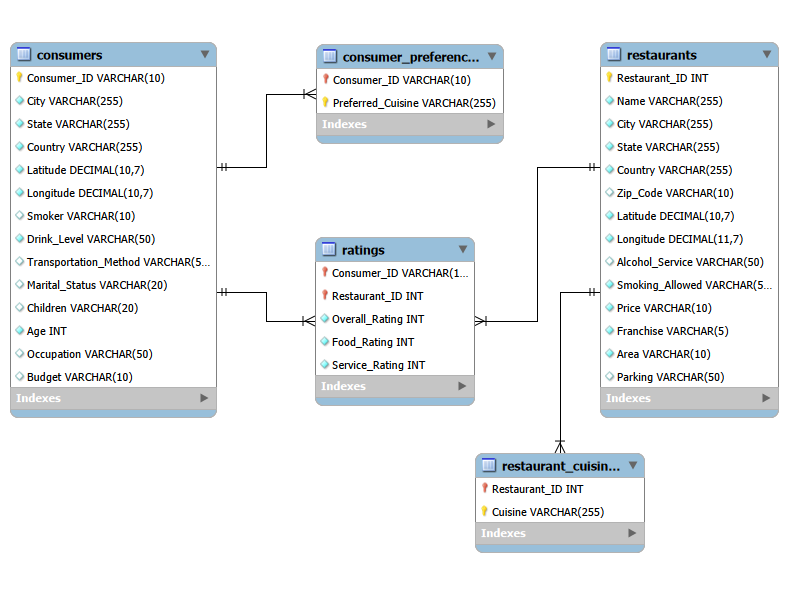 consumers
Consumer_ID VARCHAR(10)
City VARCHAR(255)
State VARCHAR(255)
Country VARCHAR(255)
Latitude DECIMAL(10,7)
Longitude DECIMAL(10,7)
Smoker VARCHAR(10)
Drink_Level VARCHAR(50)
Transportation_Method VARCHAR(5...
Marital_Status VARCHAR(20)
Children VARCHAR(20)
Age INT
Occupation VARCHAR(50)
Budget VARCHAR(10)
Indexes
consumer_preferenc...
Consumer_ID VARCHAR(10)
Preferred_Cuisine VARCHAR(255)
Indexes
ratings
Consumer_ID VARCHAR(1...
Restaurant_ID INT
Overall_Rating INT
Food_Rating INT
Service_Rating INT
Indexes
restaurants
Restaurant_ID INT
Name VARCHAR(255)
City VARCHAR(255)
State VARCHAR(255)
Country VARCHAR(255)
Zip_Code VARCHAR(10)
Latitude DECIMAL(10,7)
Longitude DECIMAL(11,7)
Alcohol_Service VARCHAR(50)
Smoking_Allowed VARCHAR(5...
Price VARCHAR(10)
Franchise VARCHAR(5)
Area VARCHAR(10)
Parking VARCHAR(50)
Indexes
restaurant_cuisin...
Restaurant_ID INT
Cuisine VARCHAR(255)
Indexes